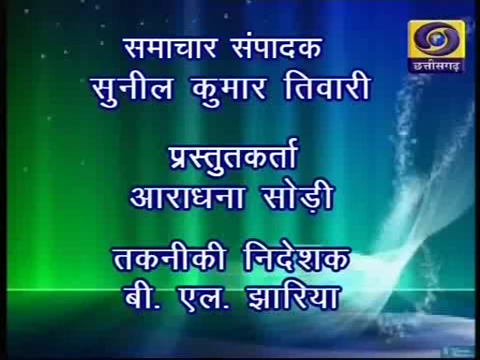 समाचार संपादक
छत्तीसगढ़
सुनील कुमार तिवारी
प्रस्तुतकर्ता
आराधना सोड़ी
तकनीकी निदेशक
बी. एल. झारिया